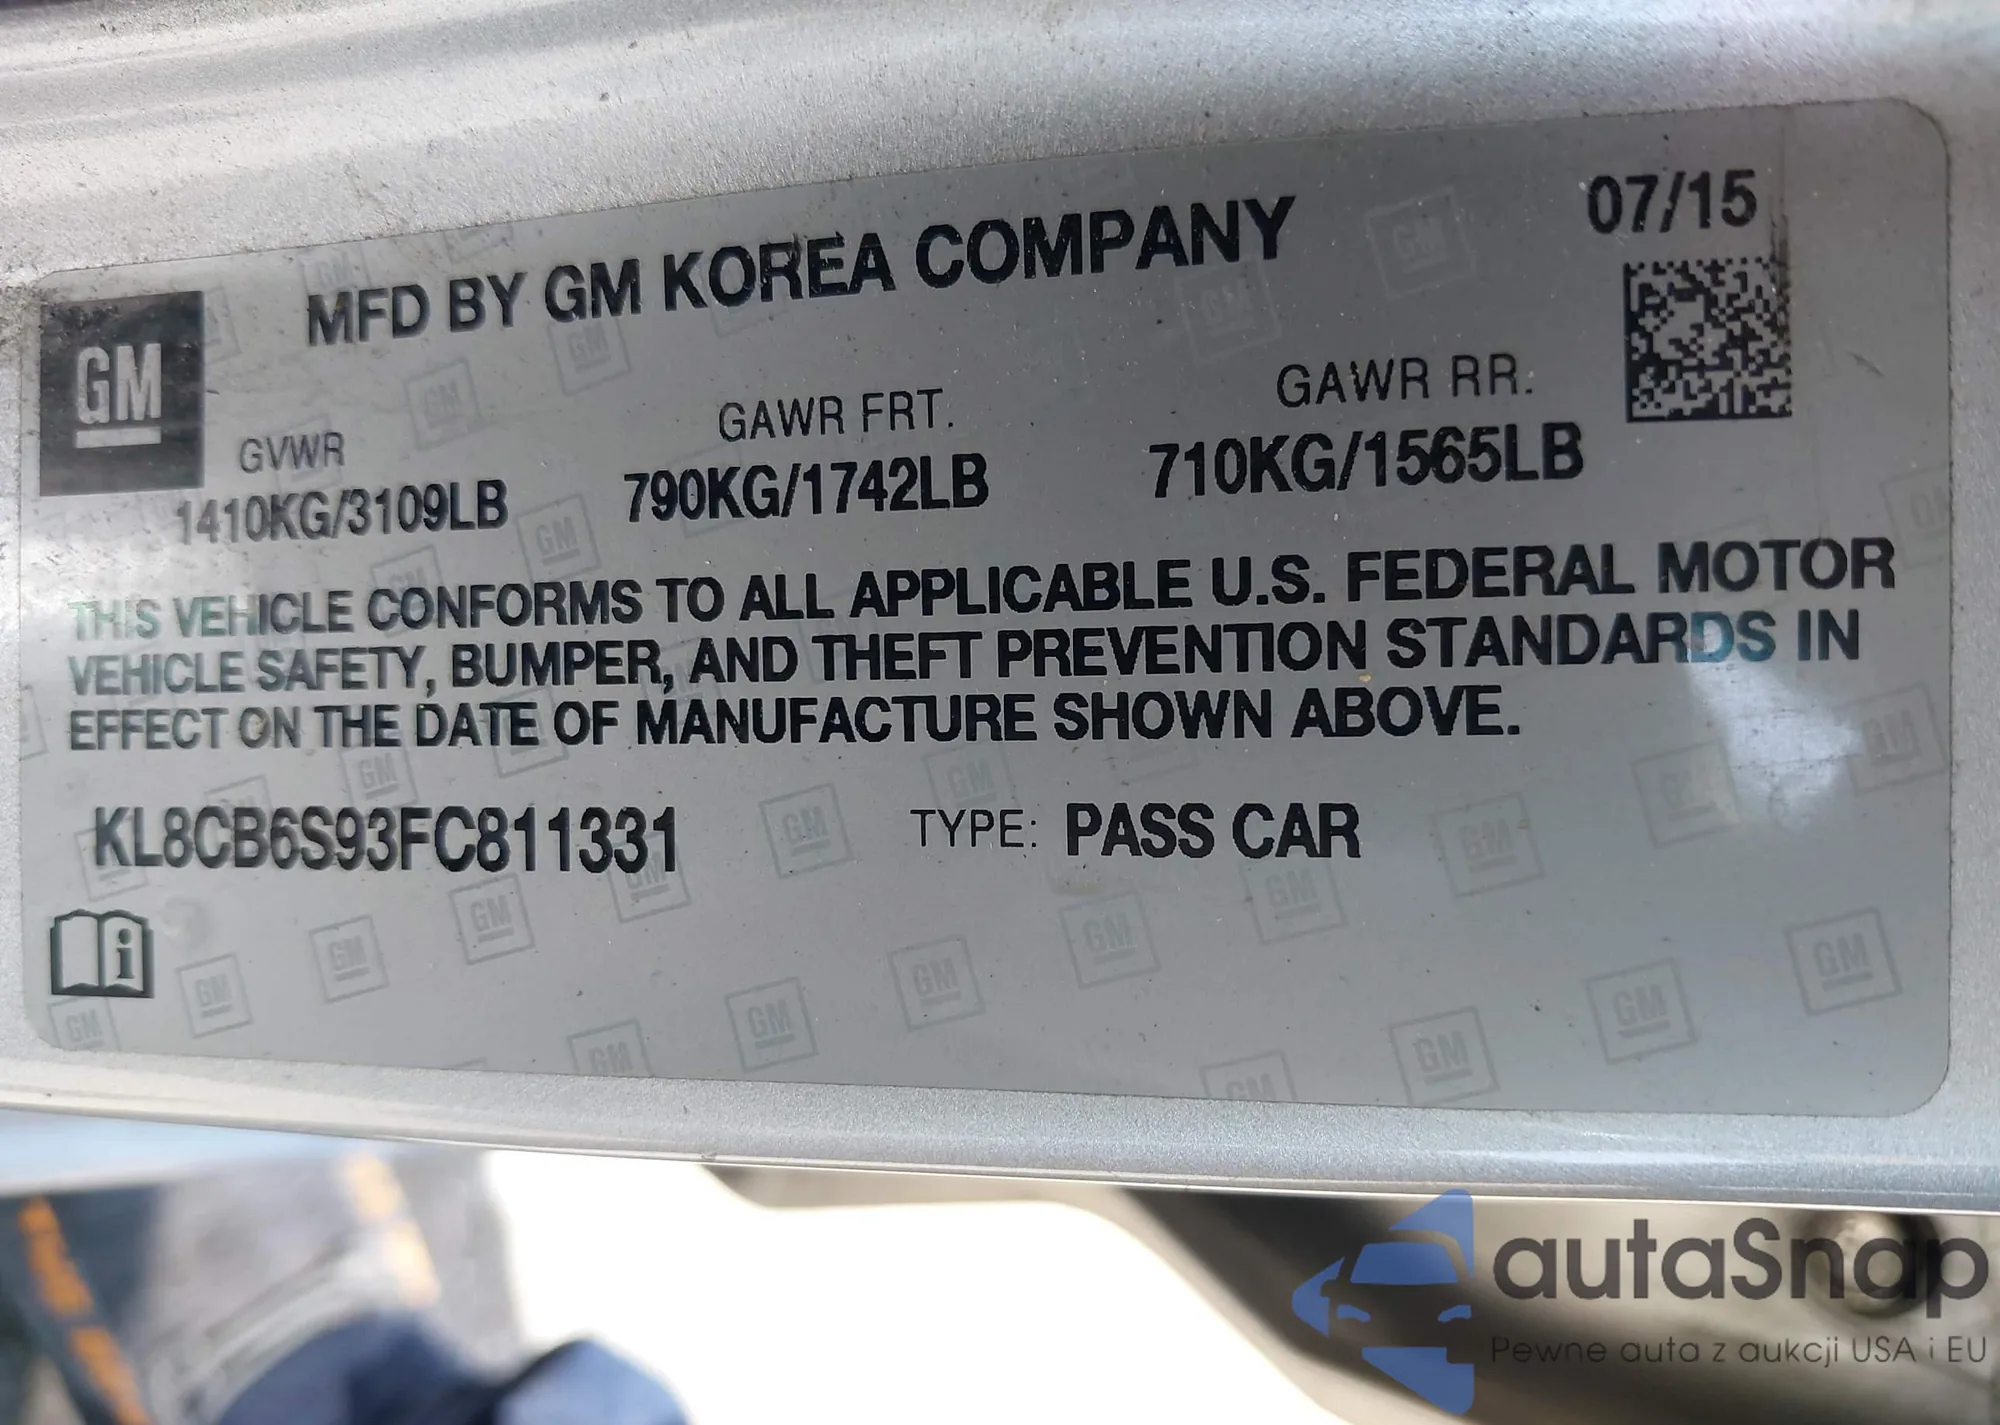 07/15
MFD BY GM KOREA COMPANY
GM
GVWR GAWR FRT. GAWR RR.
1410KG/3109LB 790KG/1742LB 710KG/1565LB
THIS VEHICLE CONFORMS TO ALL APPLICABLE U.S. FEDERAL MOTOR
VEHICLE SAFETY, BUMPER, AND THEFT PREVENTION STANDARDS IN
EFFECT ON THE DATE OF MANUFACTURE SHOWN ABOVE.
KL8CB6S93FC811331 TYPE: PASS CAR
i
autaSnap
Pewne auta z aukcji USA i EU